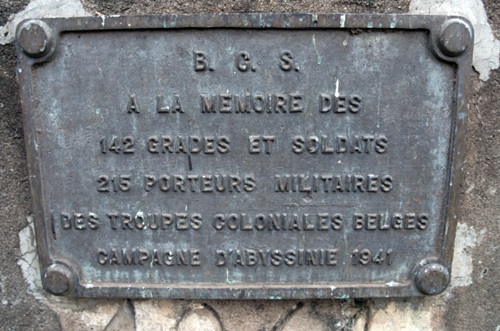 B. C. S.
A LA MEMOIRE DES
142 GRADES ET SOLDATS
215 PORTEURS MILITAIRES
DES TROUPES COLONIALES BELGES
CAMPAGNE D'ABYSSINIE 1941